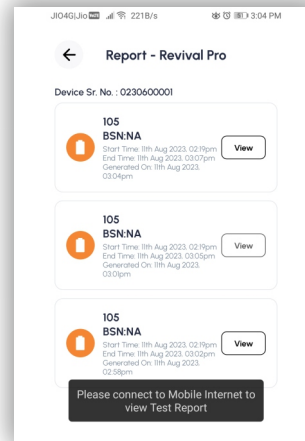 JIO4G|Jio 221B/s 3:04 PM
Report - Revival Pro
Device Sr. No. : 0230600001
105
BSN:NA
Start Time: 11th Aug 2023, 02:19pm
End Time: 11th Aug 2023, 03:07pm
Generated On: 11th Aug 2023,
03:04pm
View
105
BSN:NA
Start Time: 11th Aug 2023, 02:19pm
End Time: 11th Aug 2023, 03:05pm
Generated On: 11th Aug 2023,
03:01pm
View
105
BSN:NA
Start Time: 11th Aug 2023, 02:19pm
End Time: 11th Aug 2023, 03:02pm
Generated On: 11th Aug 2023,
02:58pm
View
Please connect to Mobile Internet to
view Test Report